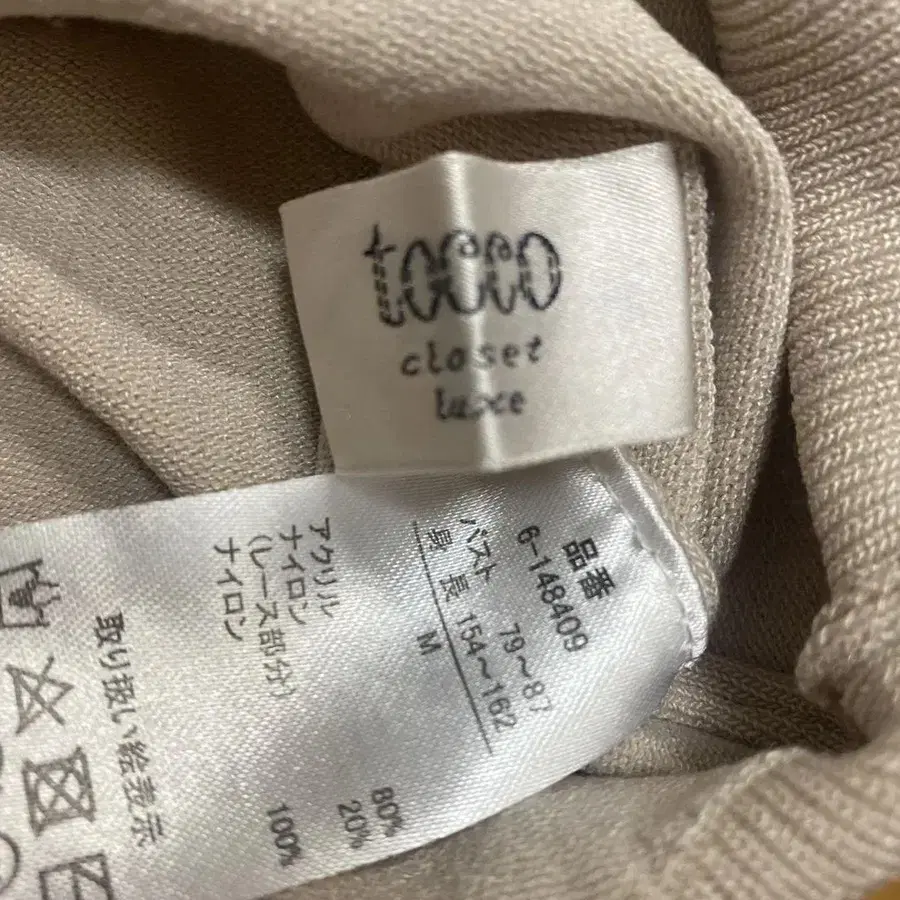 tocco
closet
luxe
品番
6-148409
バスト 79〜87
身長 154〜162
M
アクリル 80%
ナイロン 20%
(レース部分)
ナイロン 100%
取り扱い絵表示